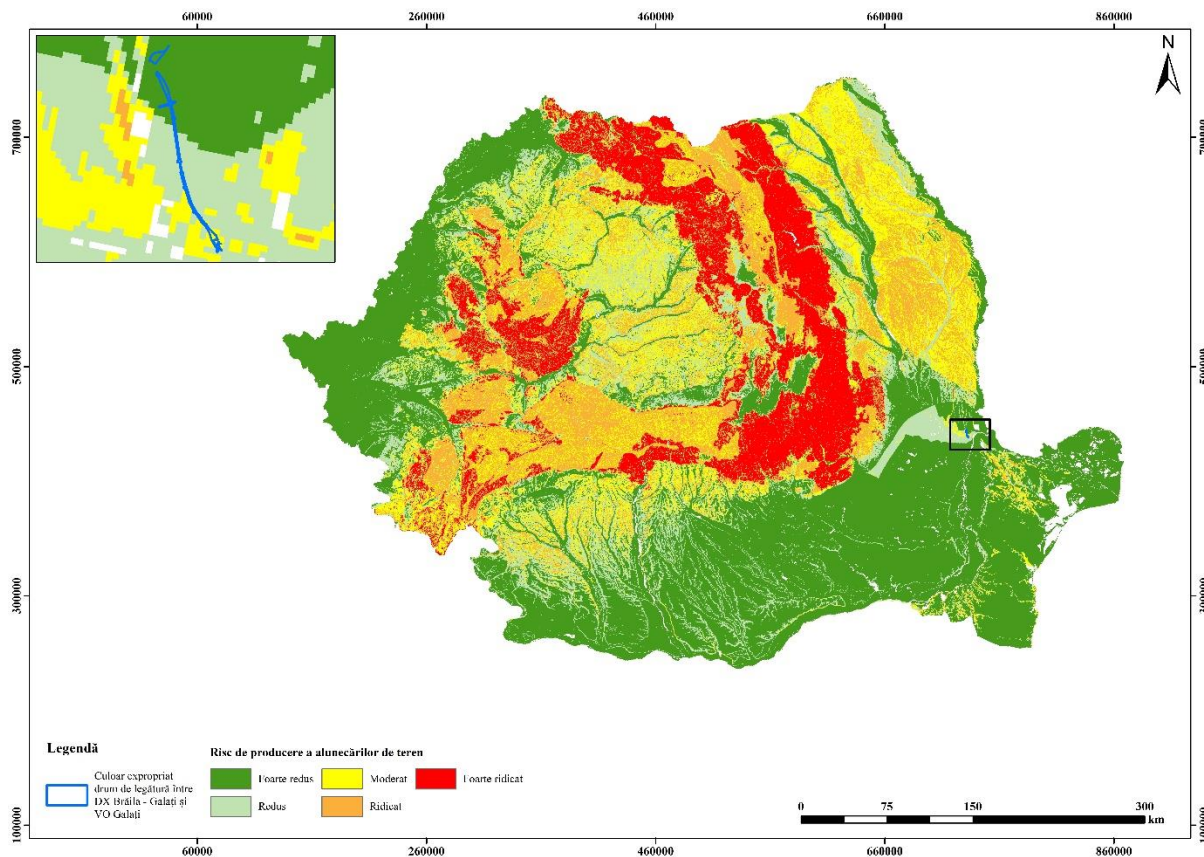 60000 260000 460000 660000 860000
N
700000 700000
500000 500000
300000
100000
Legendă
Culoar expropriat
drum de legătură între
DX Brăila - Galați și
VO Galați
Risc de producere a alunecărilor de teren
Foarte redus Moderat Foarte ridicat
Redus Ridicat
0 75 150 300
km
60000 260000 460000 660000 860000